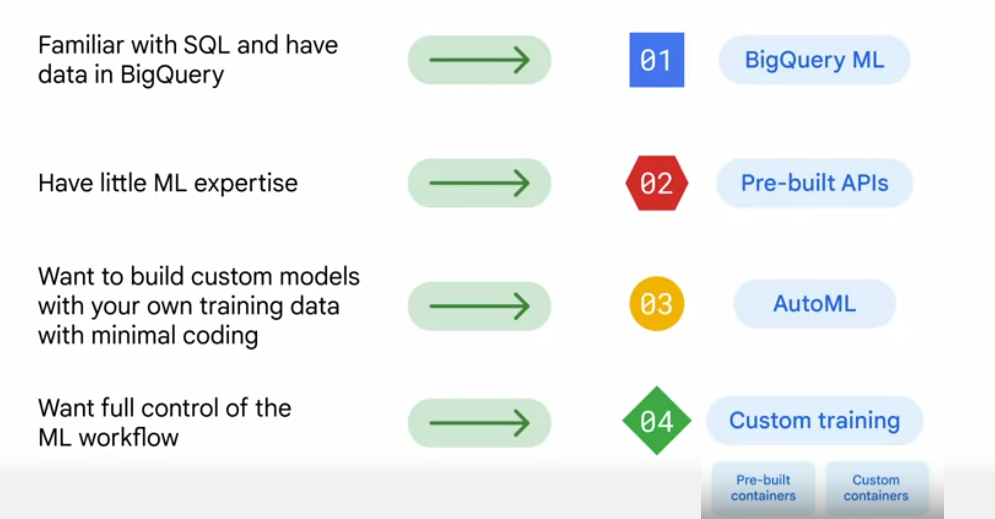 Familiar with SQL and have
data in BigQuery
01
BigQuery ML
Have little ML expertise
02
Pre-built APIs
Want to build custom models
with your own training data
with minimal coding
03
AutoML
Want full control of the
ML workflow
04
Custom training
Pre-built
containers
Custom
containers